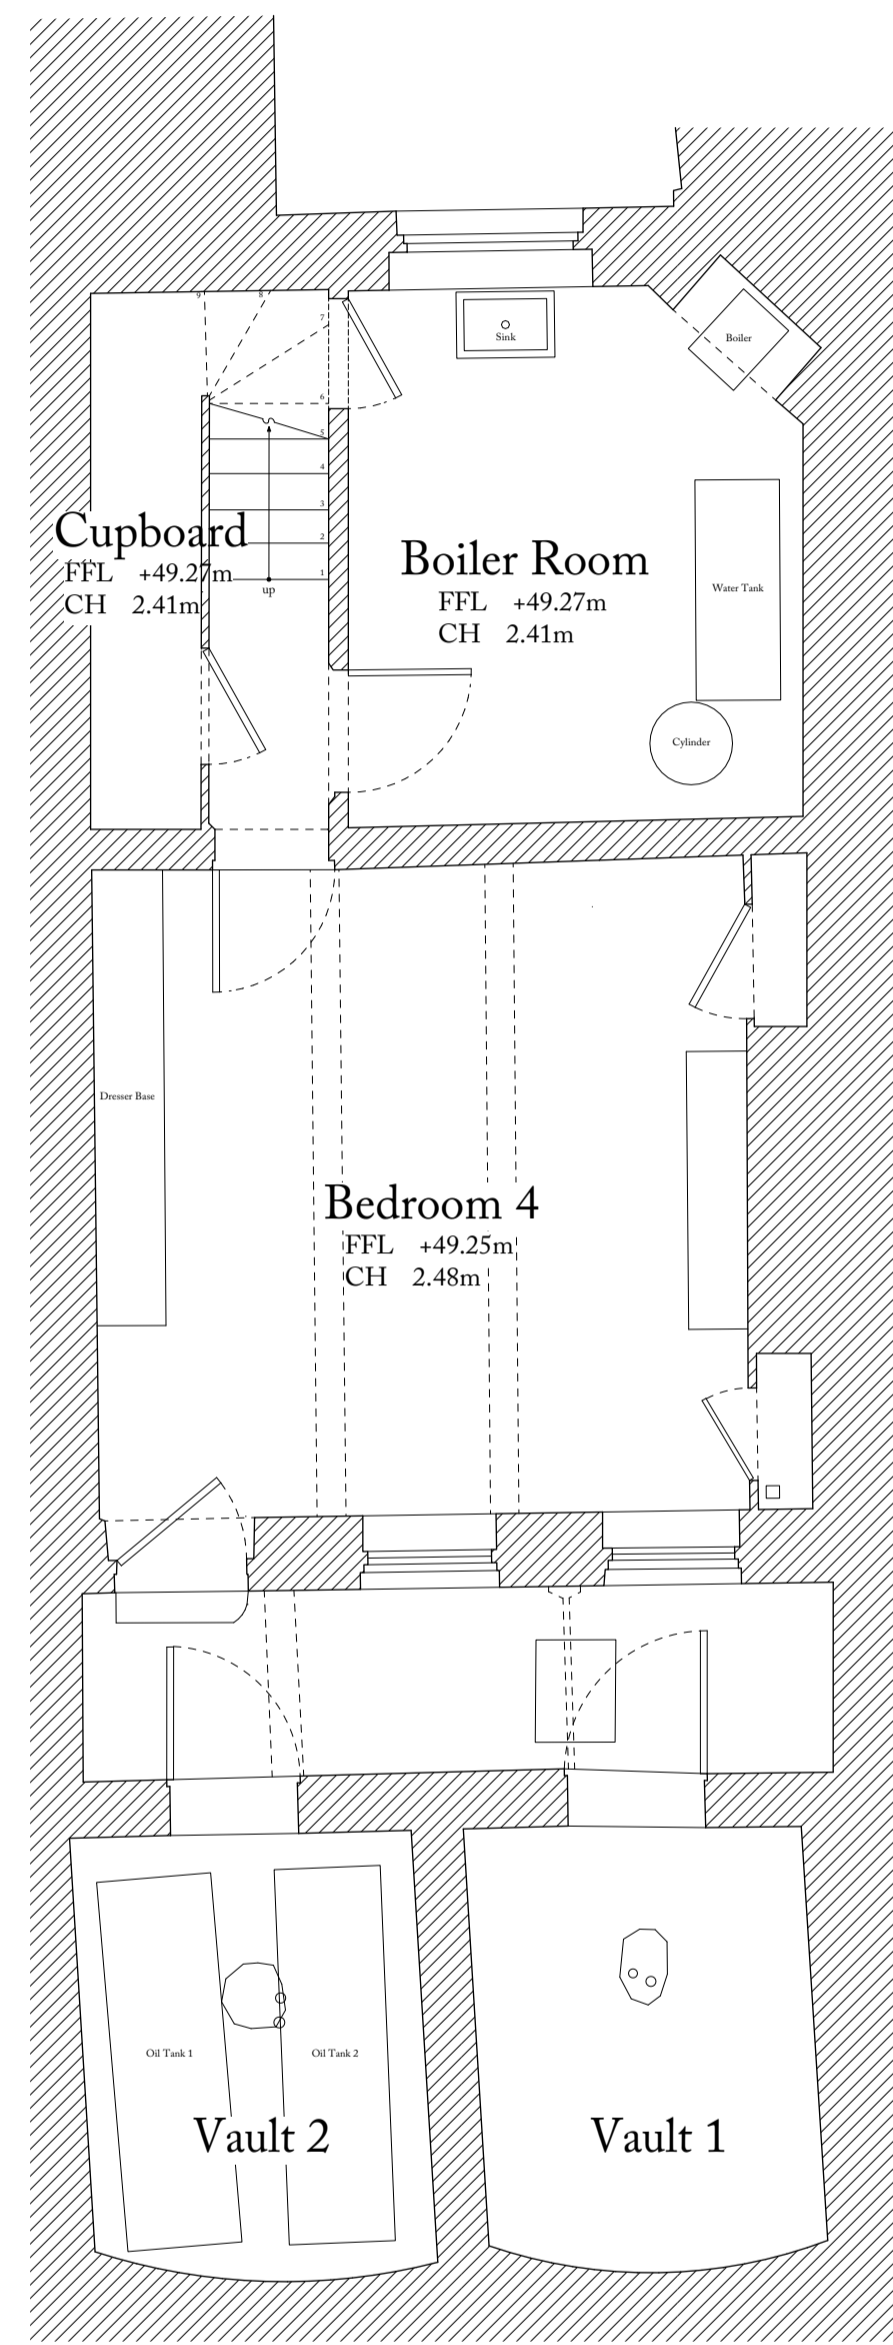 9
8
7
6
5
4
3
2
1
up
Sink
Boiler
Cupboard
FFL +49.27m
CH 2.41m
Boiler Room
FFL +49.27m
CH 2.41m
Water Tank
Cylinder
Dresser Base
Bedroom 4
FFL +49.25m
CH 2.48m
Oil Tank 1
Oil Tank 2
Vault 2
Vault 1